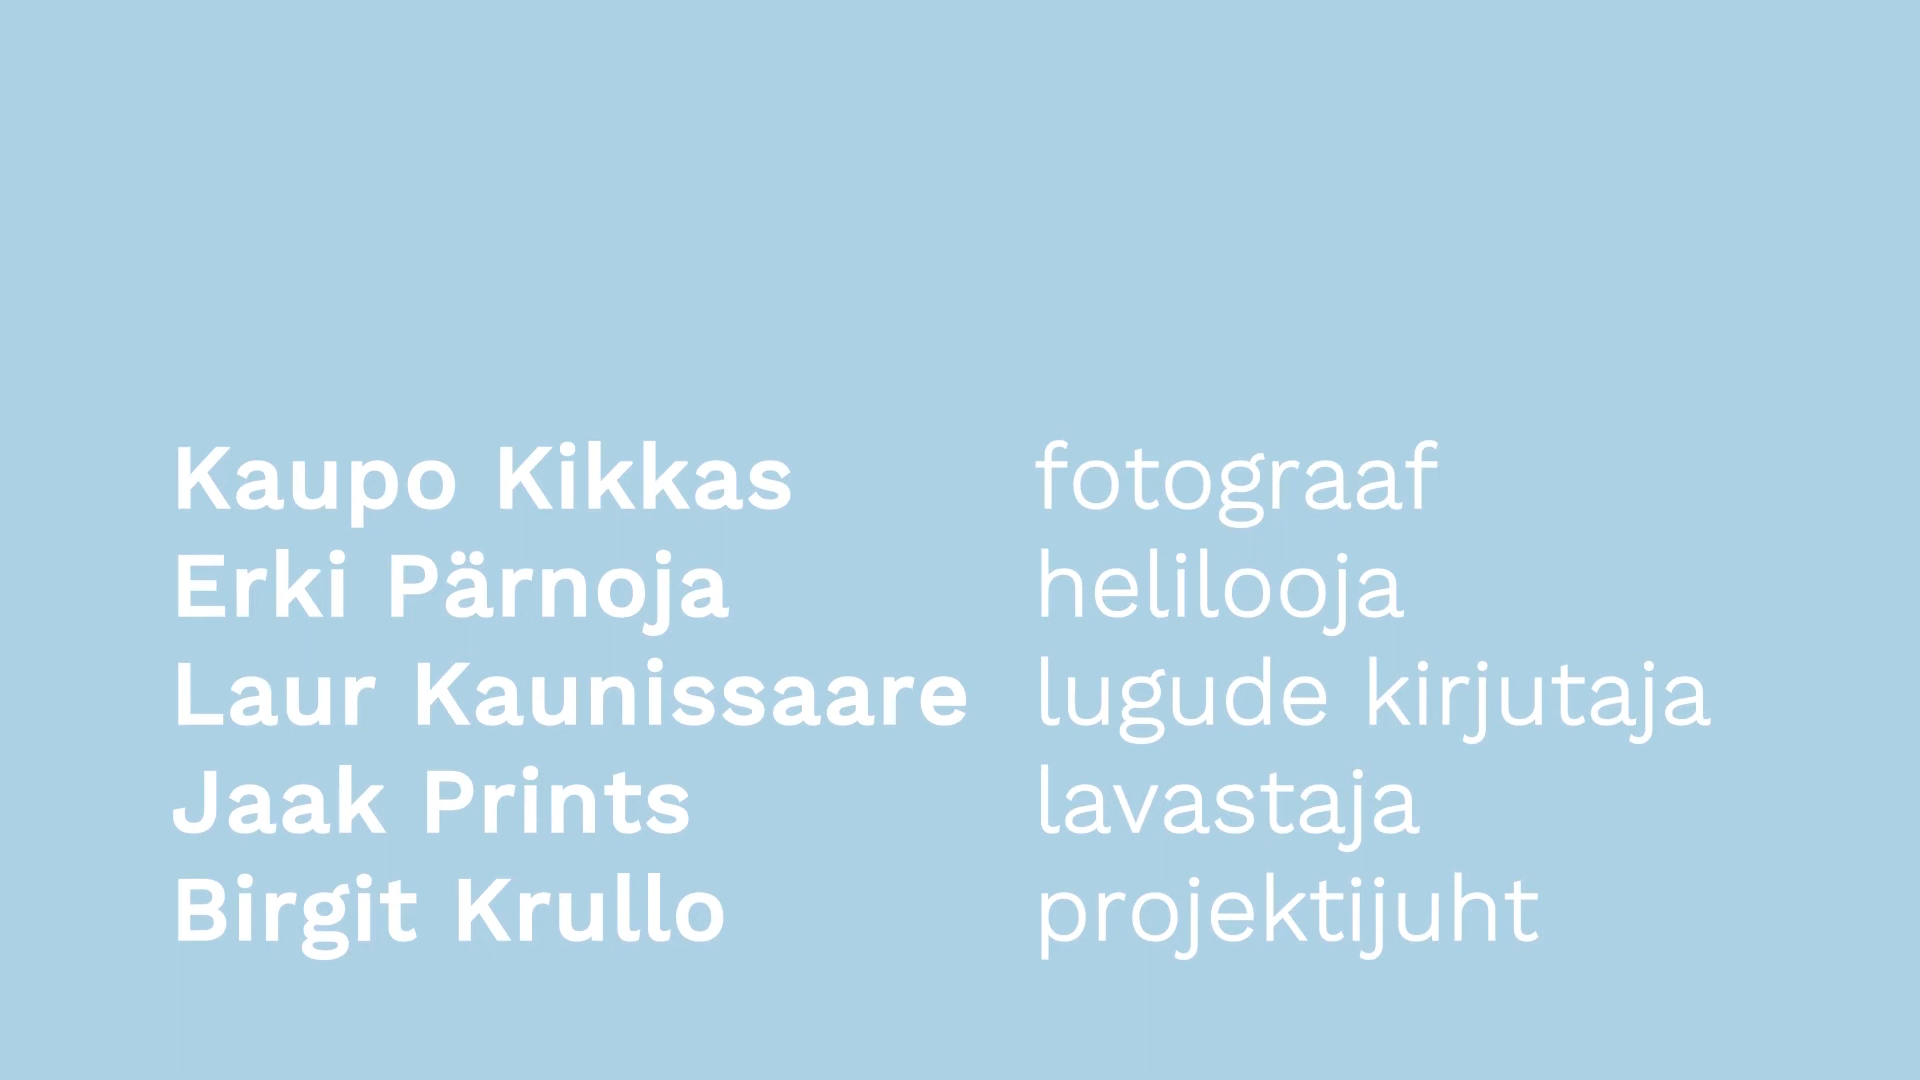 Kaupo Kikkas fotograaf
Erki Pärnoja helilooja
Laur Kaunissaare lugude kirjutaja
Jaak Prints lavastaja
Birgit Krullo projektijuht